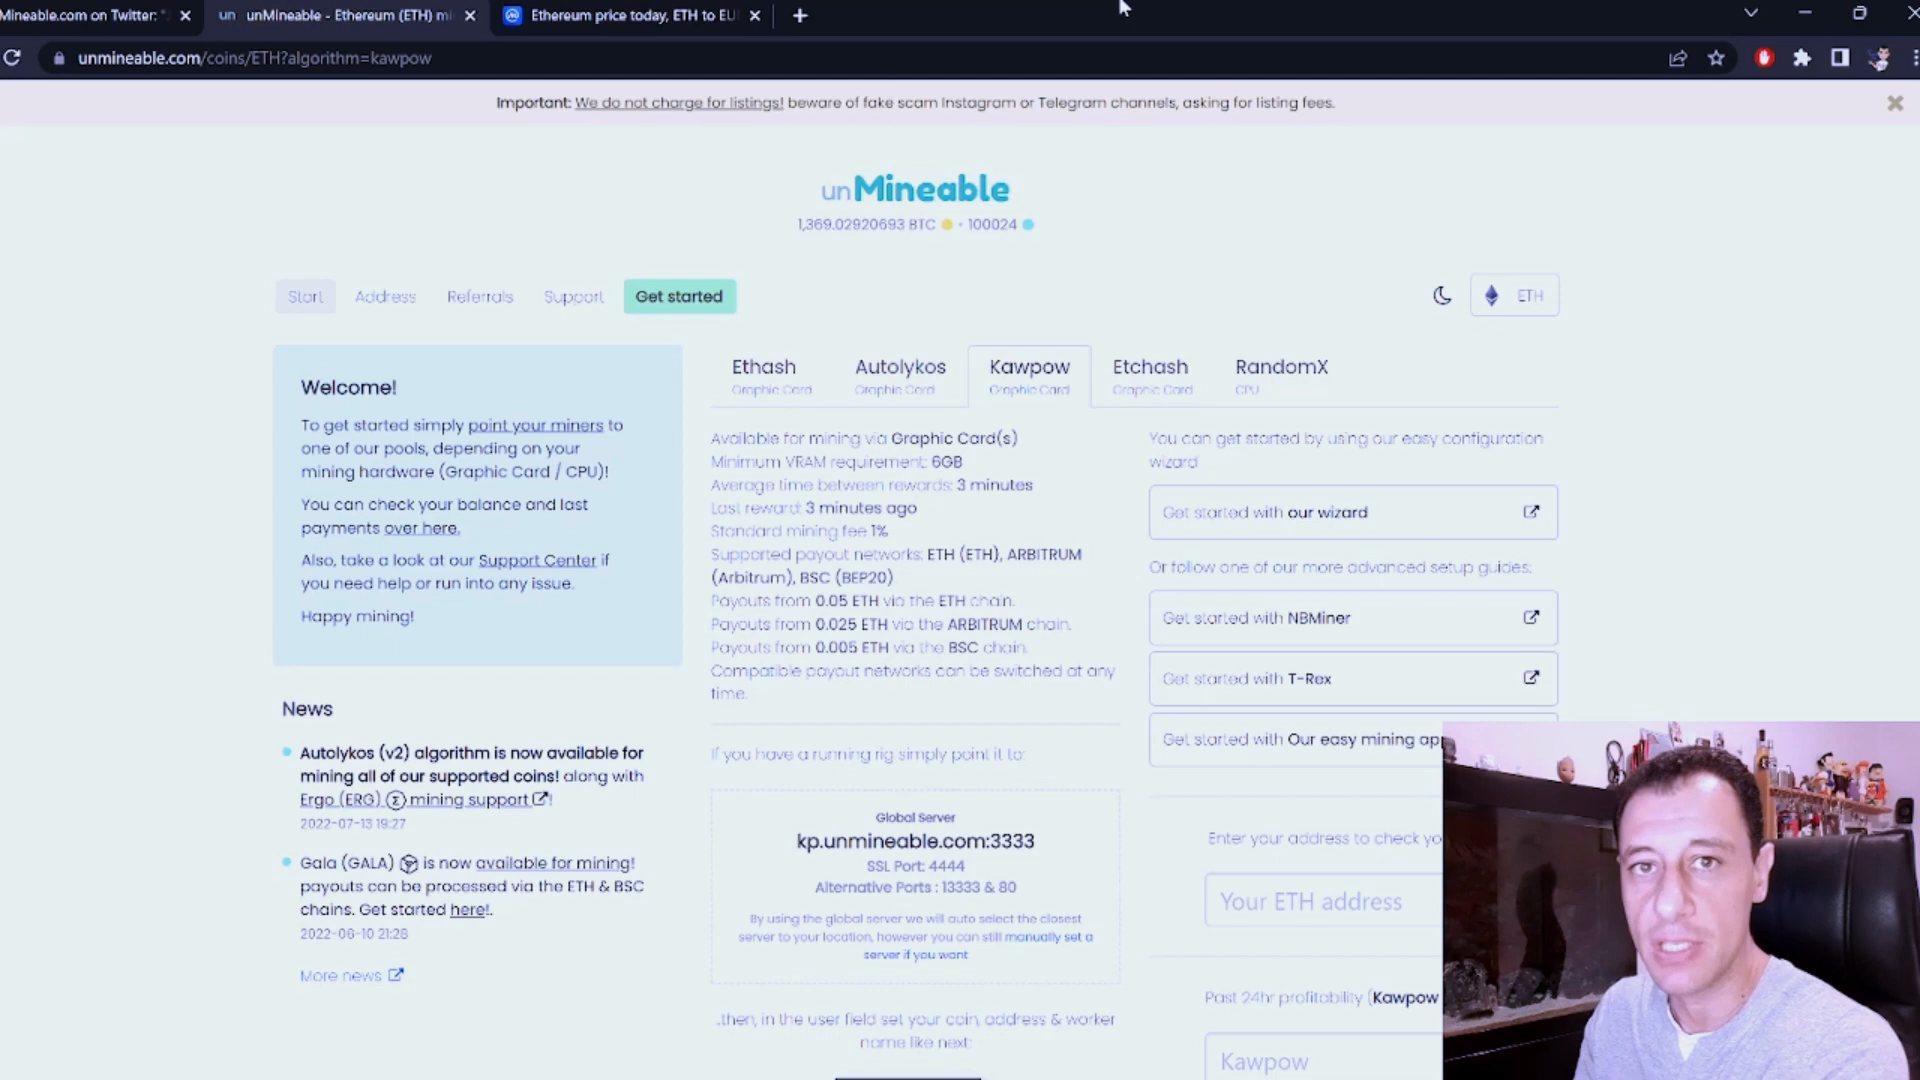 Mineable.com on Twitter: "
un unMineable - Ethereum (ETH) mi
Ethereum price today, ETH to EU
unmineable.com/coins/ETH?algorithm=kawpow
Important: We do not charge for listings! beware of fake scam Instagram or Telegram channels, asking for listing fees.
unMineable
1,369.02920693 BTC - 100024
Start
Address
Referrals
Support
Get started
ETH
Welcome!
To get started simply point your miners to
one of our pools, depending on your
mining hardware (Graphic Card / CPU)!
You can check your balance and last
payments over here.
Also, take a look at our Support Center if
you need help or run into any issue.
Happy mining!
News
Autolykos (v2) algorithm is now available for
mining all of our supported coins! along with
Ergo (ERG) Σ mining support !
2022-07-13 19:27
Gala (GALA) is now available for mining!
payouts can be processed via the ETH & BSC
chains. Get started here!.
2022-06-10 21:28
More news
Ethash
Graphic Card
Autolykos
Graphic Card
Kawpow
Graphic Card
Etchash
Graphic Card
RandomX
CPU
Available for mining via Graphic Card(s)
Minimum VRAM requirement: 6GB
Average time between rewards: 3 minutes
Last reward: 3 minutes ago
Standard mining fee 1%
Supported payout networks: ETH (ETH), ARBITRUM
(Arbitrum), BSC (BEP20)
Payouts from 0.05 ETH via the ETH chain.
Payouts from 0.025 ETH via the ARBITRUM chain.
Payouts from 0.005 ETH via the BSC chain.
Compatible payout networks can be switched at any
time.
If you have a running rig simply point it to:
Global Server
kp.unmineable.com:3333
SSL Port: 4444
Alternative Ports : 13333 & 80
By using the global server we will auto select the closest
server to your location, however you can still manually set a
server if you want
..then, in the user field set your coin, address & worker
name like next:
You can get started by using our easy configuration
wizard
Get started with our wizard
Or follow one of our more advanced setup guides:
Get started with NBMiner
Get started with T-Rex
Get started with Our easy mining app
Enter your address to check yo
Your ETH address
Past 24hr profitability (Kawpow
Kawpow